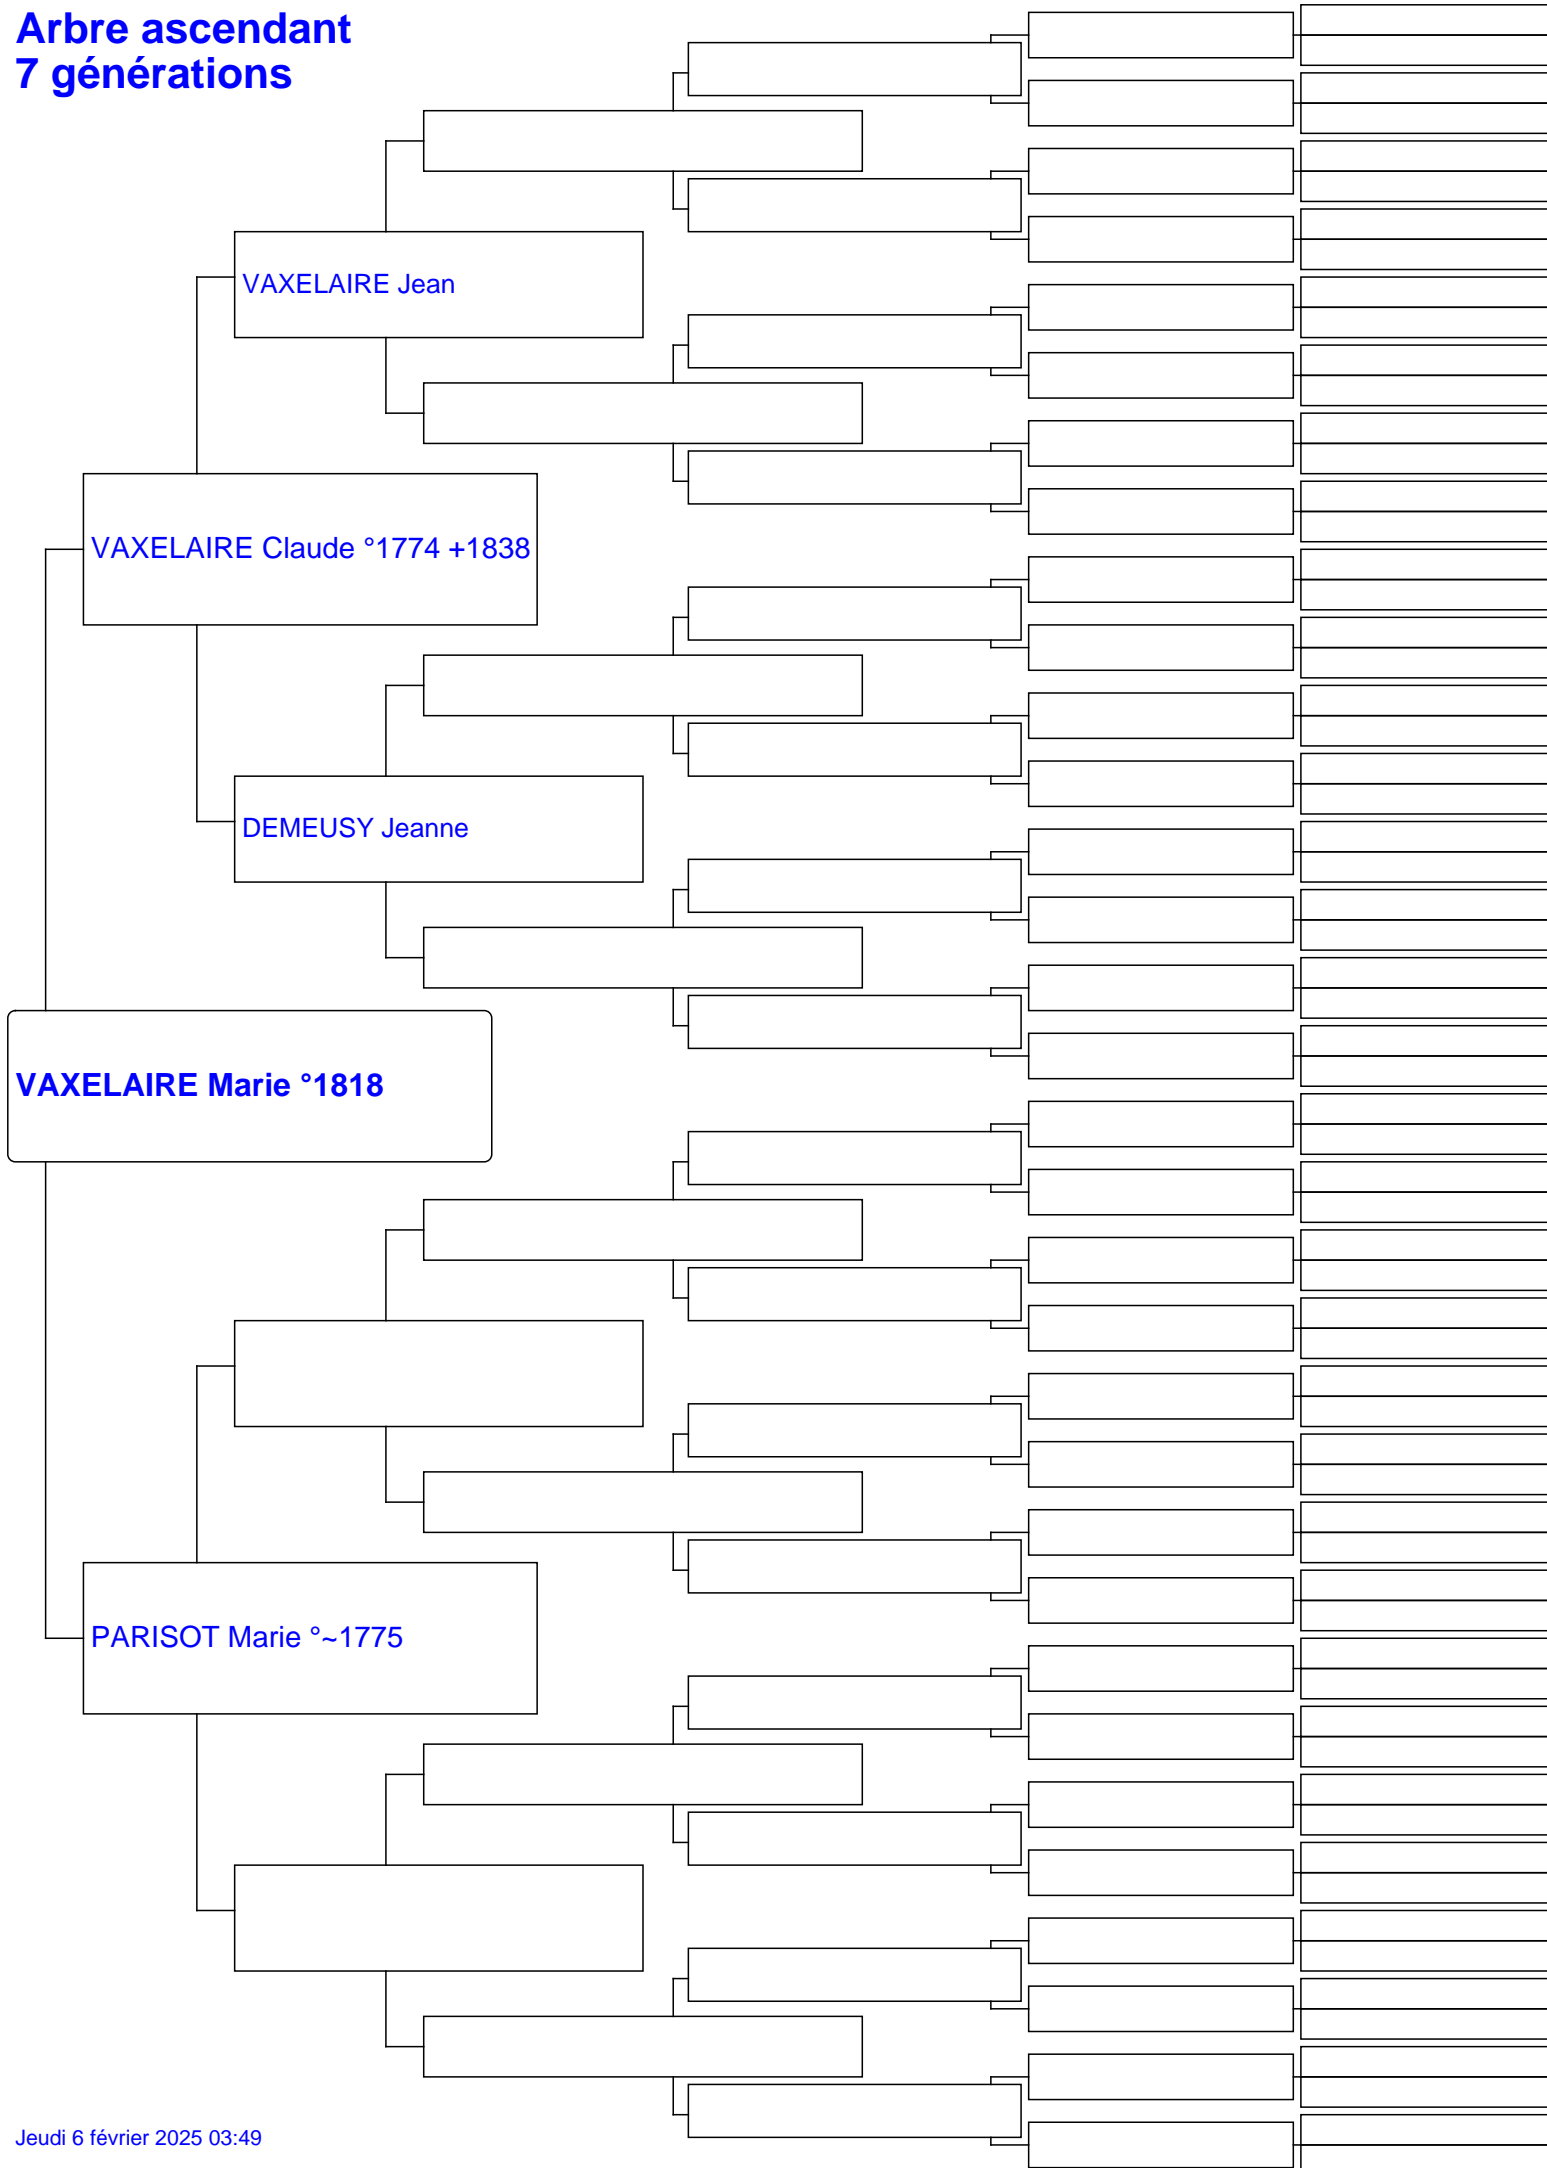 Arbre ascendant
7 générations
VAXELAIRE Jean
VAXELAIRE Claude °1774 +1838
DEMEUSY Jeanne
VAXELAIRE Marie °1818
PARISOT Marie °~1775
Jeudi 6 février 2025 03:49